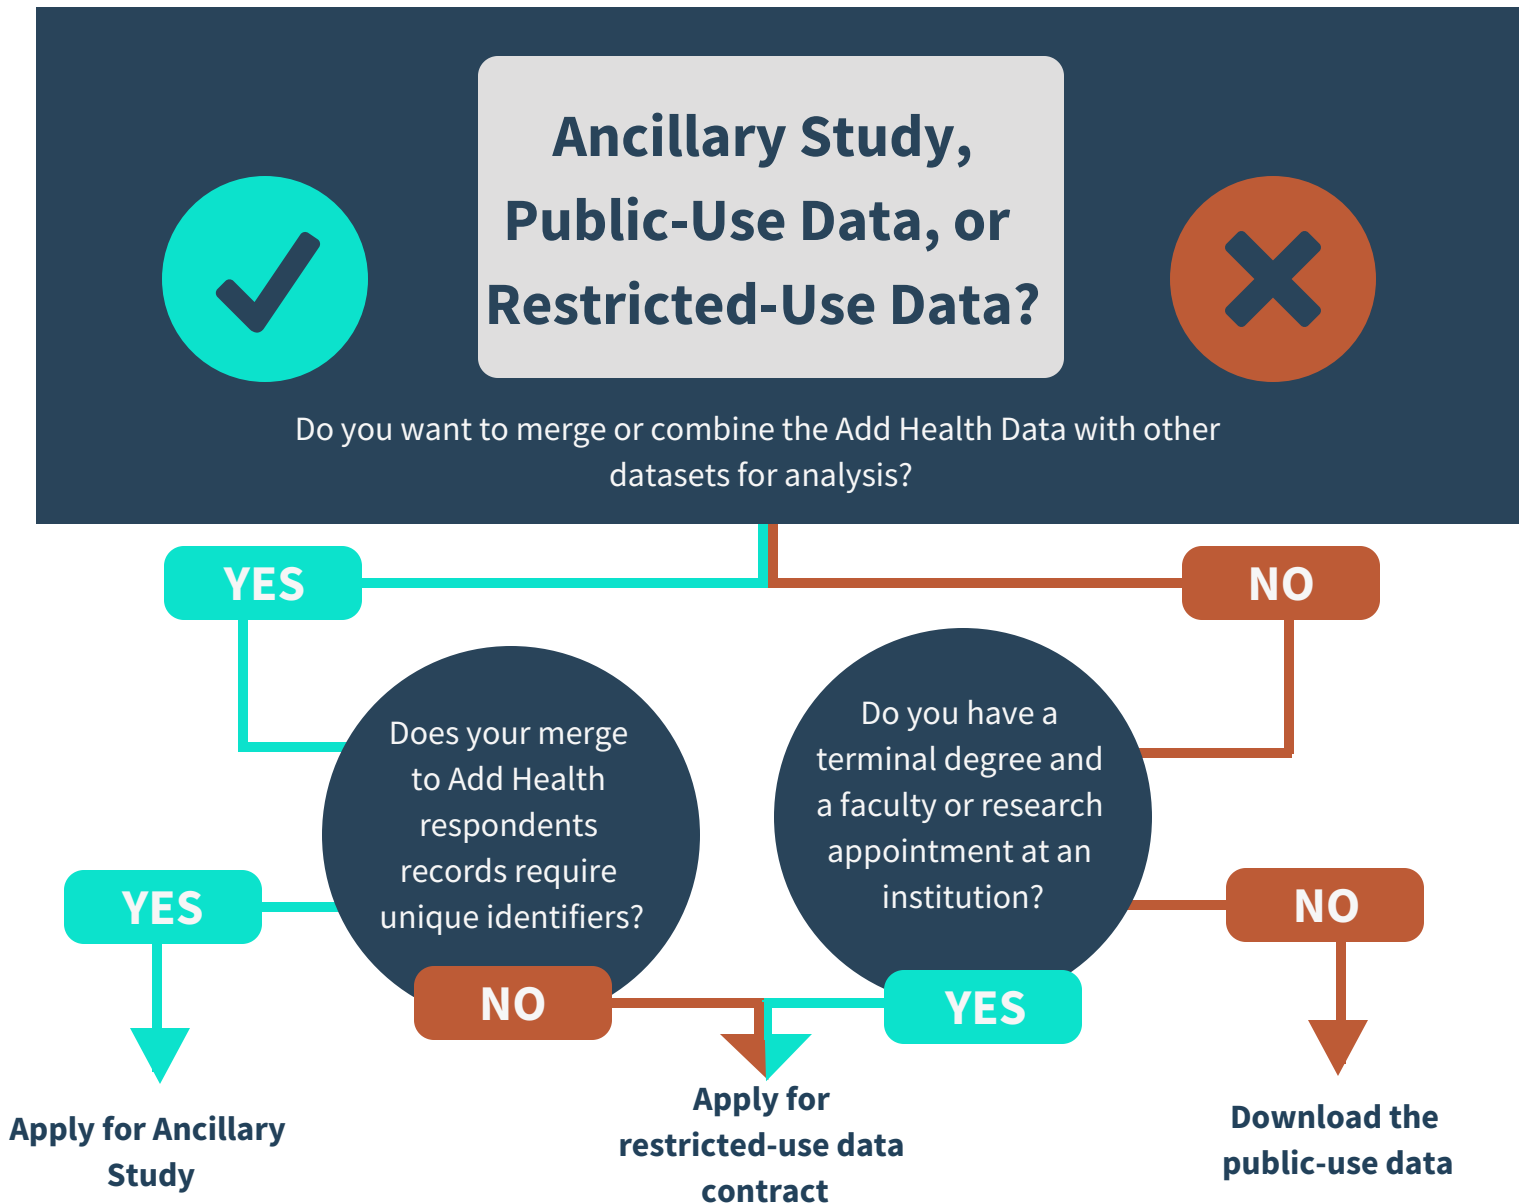 Ancillary Study,
Public-Use Data, or
Restricted-Use Data?
Do you want to merge or combine the Add Health Data with other
datasets for analysis?
YES
NO
Does your merge
to Add Health
respondents
records require
unique identifiers?
Do you have a
terminal degree and
a faculty or research
appointment at an
institution?
YES
NO
YES
NO
Apply for Ancillary
Study
Apply for
restricted-use data
contract
Download the
public-use data